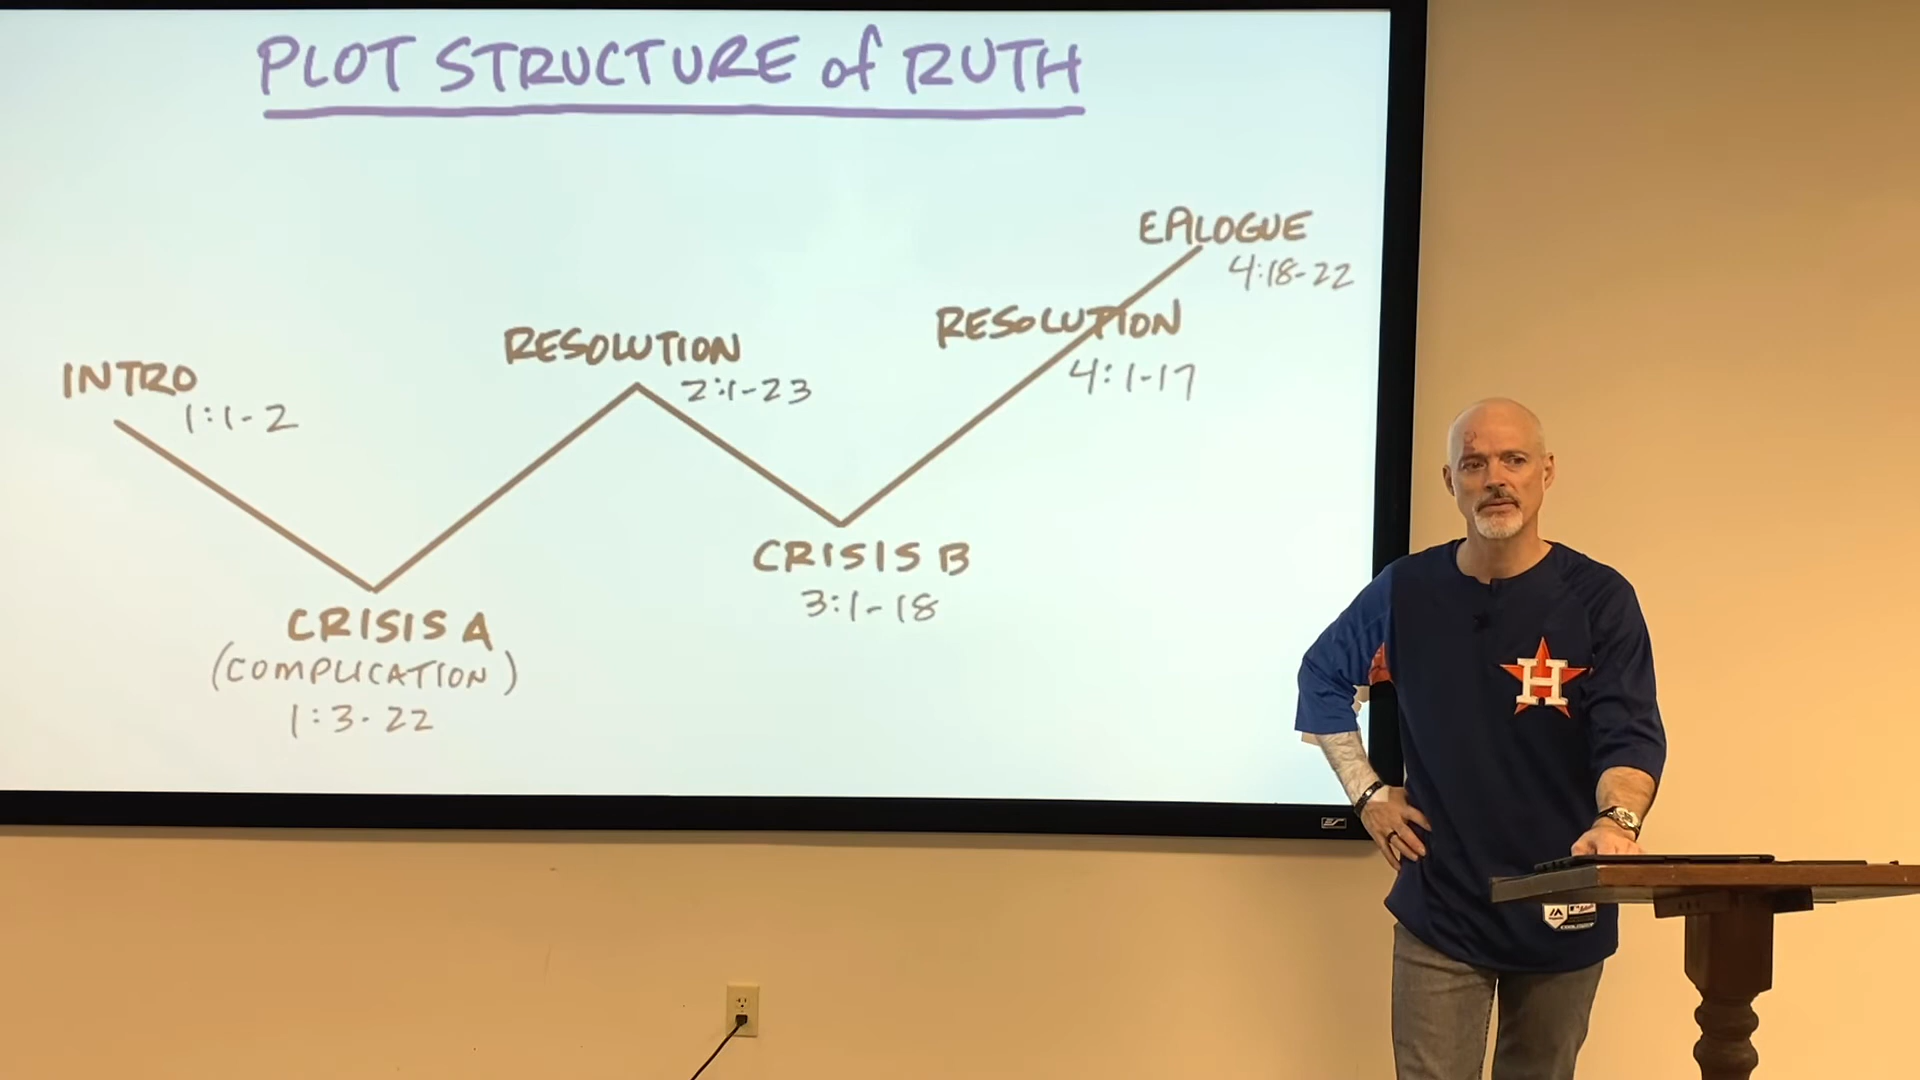 PLOT STRUCTURE of RUTH
EPILOGUE
4:18-22
RESOLUTION
4:1-17
RESOLUTION
2:1-23
INTRO
1:1-2
CRISIS B
3:1-18
CRISIS A
(COMPLICATION)
1:3-22
H